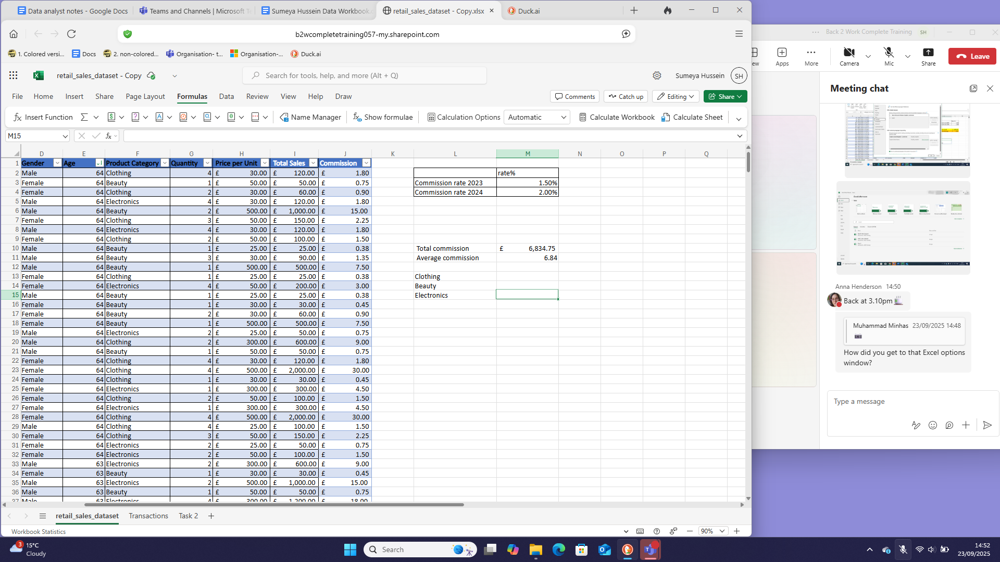 Data analyst notes - Google Docs
Teams and Channels | Microsoft Te
Sumeya Hussein Data Workbook.
retail_sales_dataset - Copy.xlsx
Duck.ai
b2wcompletetraining057-my.sharepoint.com
1. Colored versi...
Docs
2. non-colored...
Organisation- t...
Organisation-...
Duck.ai
retail_sales_dataset - Copy
Search for tools, help, and more (Alt + Q)
Sumeya Hussein
SH
File Home Insert Share Page Layout Formulas Data Review View Help Draw
Comments
Catch up
Editing
Share
Insert Function
Name Manager
Show formulae
Calculation Options
Automatic
Calculate Workbook
Calculate Sheet
M15
D E F G H I J K L M N O P Q
1 Gender Age Product Category Quantity Price per Unit Total Sales Commission
2 Male 64 Clothing 4 £ 30.00 £ 120.00 £ 1.80 rate%
3 Female 64 Beauty 1 £ 50.00 £ 50.00 £ 0.75 Commission rate 2023 1.50%
4 Female 64 Clothing 2 £ 30.00 £ 60.00 £ 0.90 Commission rate 2024 2.00%
5 Male 64 Electronics 4 £ 30.00 £ 120.00 £ 1.80
6 Male 64 Beauty 2 £ 500.00 £ 1,000.00 £ 15.00
7 Female 64 Clothing 3 £ 50.00 £ 150.00 £ 2.25
8 Male 64 Electronics 4 £ 30.00 £ 120.00 £ 1.80
9 Female 64 Clothing 2 £ 50.00 £ 100.00 £ 1.50
10 Male 64 Beauty 1 £ 25.00 £ 25.00 £ 0.38 Total commission £ 6,834.75
11 Male 64 Beauty 3 £ 30.00 £ 90.00 £ 1.35 Average commission 6.84
12 Male 64 Beauty 1 £ 500.00 £ 500.00 £ 7.50
13 Female 64 Clothing 1 £ 25.00 £ 25.00 £ 0.38 Clothing
14 Female 64 Electronics 4 £ 50.00 £ 200.00 £ 3.00 Beauty
15 Male 64 Beauty 1 £ 25.00 £ 25.00 £ 0.38 Electronics
16 Female 64 Beauty 1 £ 30.00 £ 30.00 £ 0.45
17 Female 64 Beauty 2 £ 30.00 £ 60.00 £ 0.90
18 Female 64 Beauty 1 £ 500.00 £ 500.00 £ 7.50
19 Male 64 Electronics 2 £ 25.00 £ 50.00 £ 0.75
20 Male 64 Clothing 2 £ 300.00 £ 600.00 £ 9.00
21 Male 64 Beauty 1 £ 50.00 £ 50.00 £ 0.75
22 Female 64 Clothing 4 £ 30.00 £ 120.00 £ 1.80
23 Female 64 Clothing 4 £ 500.00 £ 2,000.00 £ 30.00
24 Female 64 Clothing 1 £ 30.00 £ 30.00 £ 0.45
25 Female 64 Electronics 1 £ 300.00 £ 300.00 £ 4.50
26 Female 64 Clothing 2 £ 50.00 £ 100.00 £ 1.50
27 Female 64 Electronics 1 £ 300.00 £ 300.00 £ 4.50
28 Female 64 Clothing 4 £ 500.00 £ 2,000.00 £ 30.00
29 Male 64 Clothing 4 £ 25.00 £ 100.00 £ 1.50
30 Female 64 Clothing 3 £ 50.00 £ 150.00 £ 2.25
31 Female 64 Electronics 2 £ 25.00 £ 50.00 £ 0.75
32 Female 64 Electronics 2 £ 50.00 £ 100.00 £ 1.50
33 Male 63 Electronics 2 £ 300.00 £ 600.00 £ 9.00
34 Female 63 Beauty 1 £ 30.00 £ 30.00 £ 0.45
35 Male 63 Electronics 2 £ 500.00 £ 1,000.00 £ 15.00
36 Male 63 Beauty 1 £ 50.00 £ 50.00 £ 0.75
37 Male 63 Electronics 4 £ 300.00 £ 1,200.00 £ 18.00
retail_sales_dataset Transactions Task 2
Workbook Statistics
90%
Back 2 Work Complete Training SH
ew Apps More Camera Mic Share Leave
Meeting chat
Anna Henderson 14:50
Back at 3.10pm
Muhammad Minhas 23/09/2025 14:48
How did you get to that Excel options
window?
Type a message
3
15°C
Cloudy
Search
14:52
23/09/2025